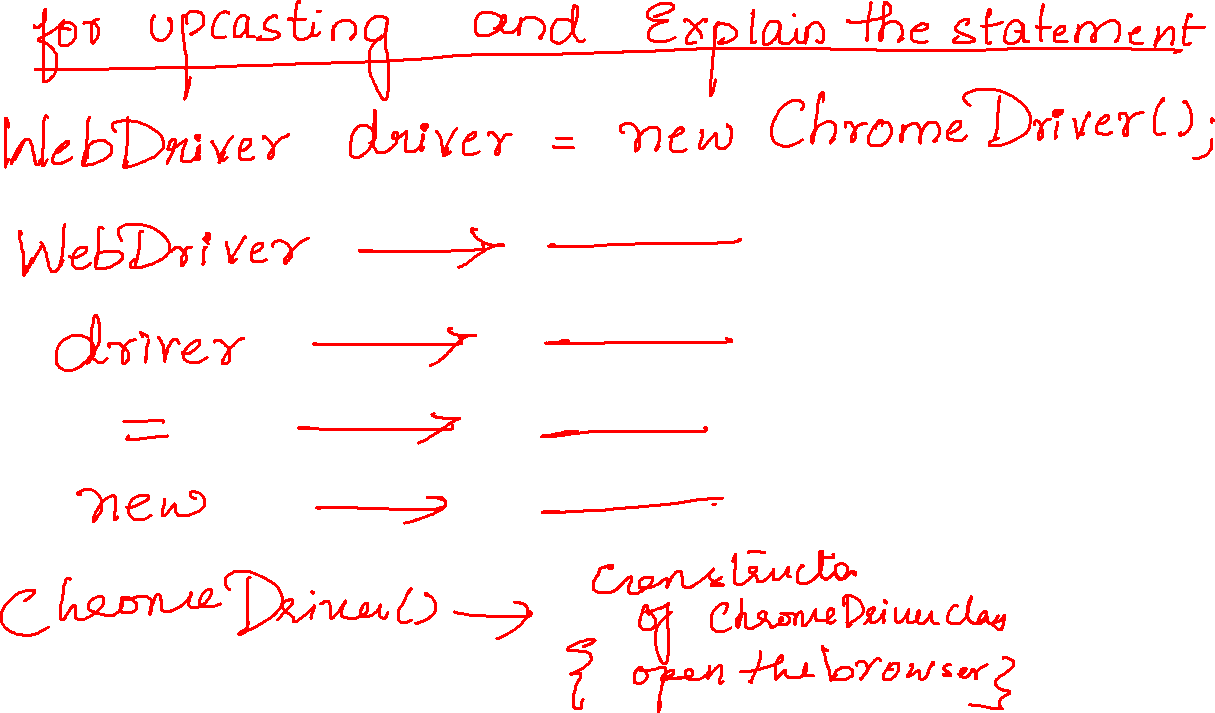 for upcasting and Explain the statement
WebDriver driver = new ChromeDriver();
WebDriver →
driver →
= →
new →
ChromeDriver() → Constructo
of ChromeDriver class
{ open the browser }